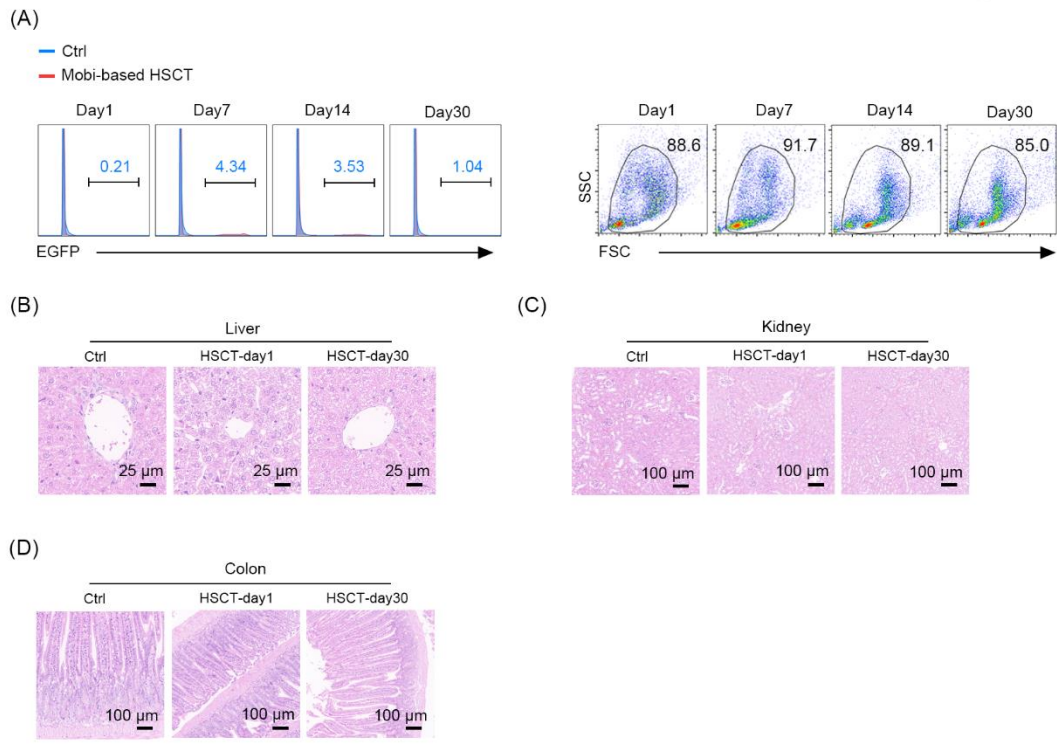 (A)
Ctrl
Mobi-based HSCT
Day1 Day7 Day14 Day30
0.21 4.34 3.53 1.04
EGFP
Day1 Day7 Day14 Day30
88.6 91.7 89.1 85.0
SSC
FSC
(B)
Liver
Ctrl HSCT-day1 HSCT-day30
25 µm 25 µm 25 µm
(C)
Kidney
Ctrl HSCT-day1 HSCT-day30
100 µm 100 µm 100 µm
(D)
Colon
Ctrl HSCT-day1 HSCT-day30
100 µm 100 µm 100 µm